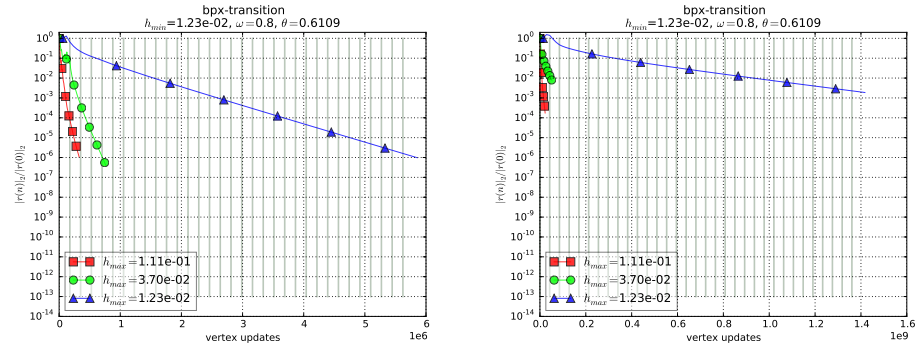 bpx-transition
h_min=1.23e-02, ω=0.8, θ=0.6109
|r(n)|_2/|r(0)|_2
10^0
10^-1
10^-2
10^-3
10^-4
10^-5
10^-6
10^-7
10^-8
10^-9
10^-10
10^-11
10^-12
10^-13
10^-14
h_max=1.11e-01
h_max=3.70e-02
h_max=1.23e-02
0 1 2 3 4 5 6
vertex updates
1e6
bpx-transition
h_min=1.23e-02, ω=0.8, θ=0.6109
|r(n)|_2/|r(0)|_2
10^0
10^-1
10^-2
10^-3
10^-4
10^-5
10^-6
10^-7
10^-8
10^-9
10^-10
10^-11
10^-12
10^-13
10^-14
h_max=1.11e-01
h_max=3.70e-02
h_max=1.23e-02
0.0 0.2 0.4 0.6 0.8 1.0 1.2 1.4 1.6
vertex updates
1e9